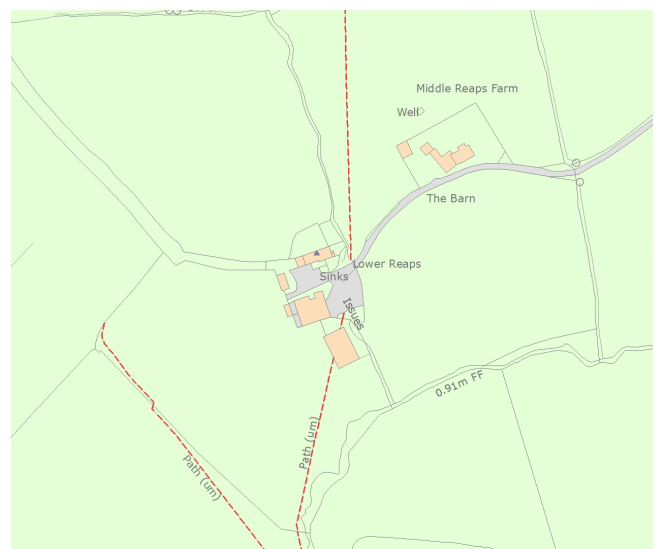 Middle Reaps Farm
Well
The Barn
Lower Reaps
Sinks
Issues
0.91m FF
Path (um)
Path (um)